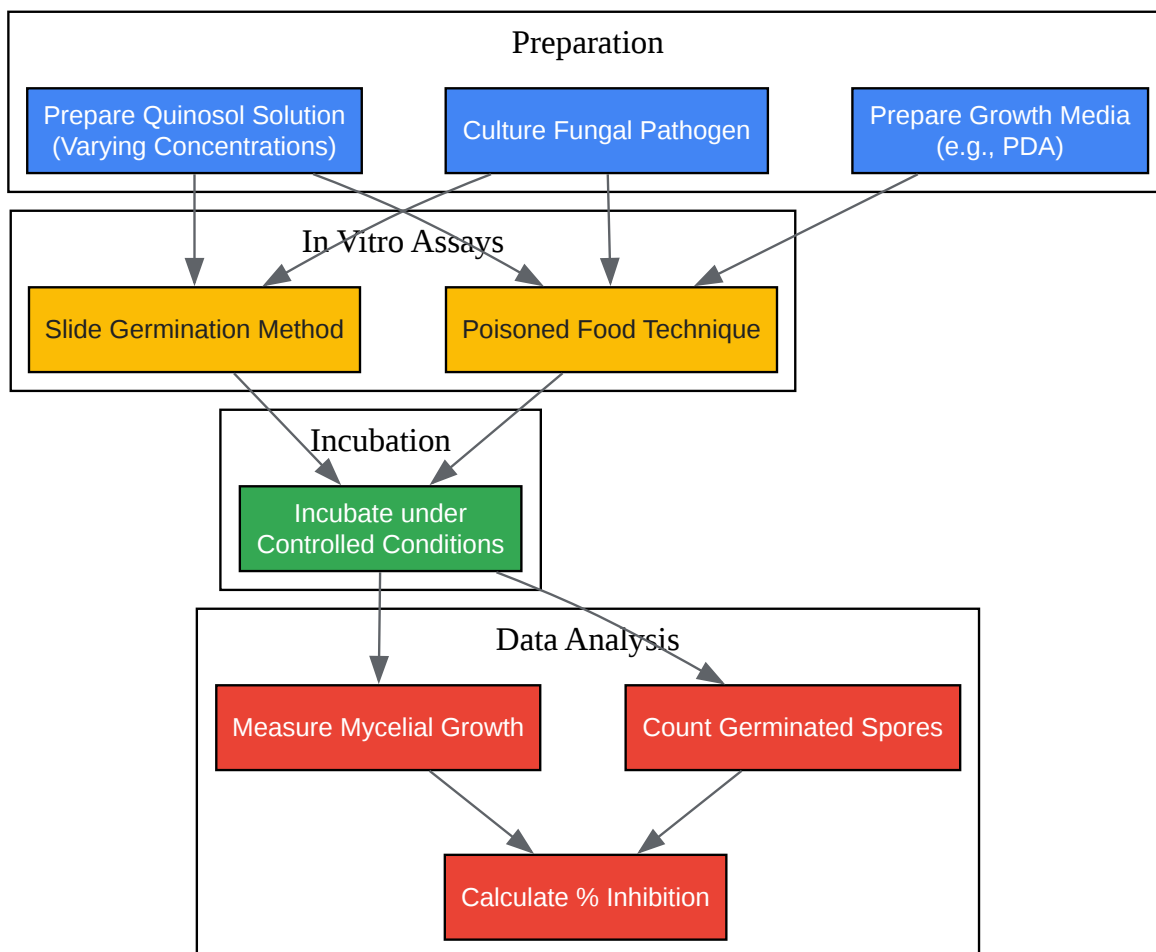 Preparation
Prepare Quinosol Solution
(Varying Concentrations)
Culture Fungal Pathogen
Prepare Growth Media
(e.g., PDA)
In Vitro Assays
Slide Germination Method
Poisoned Food Technique
Incubation
Incubate under
Controlled Conditions
Data Analysis
Measure Mycelial Growth
Count Germinated Spores
Calculate % Inhibition